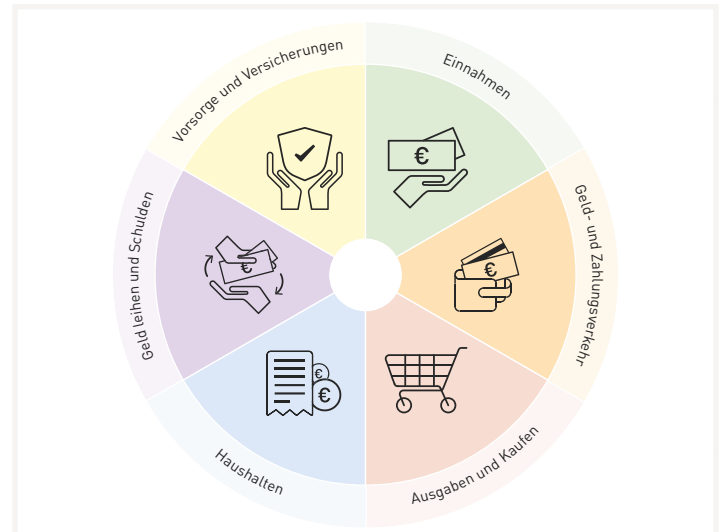 Einnahmen
€
Geld- und Zahlungsverkehr
€
Ausgaben und Kaufen
Haushalten
€
€
Geld leihen und Schulden
€
Vorsorge und Versicherungen